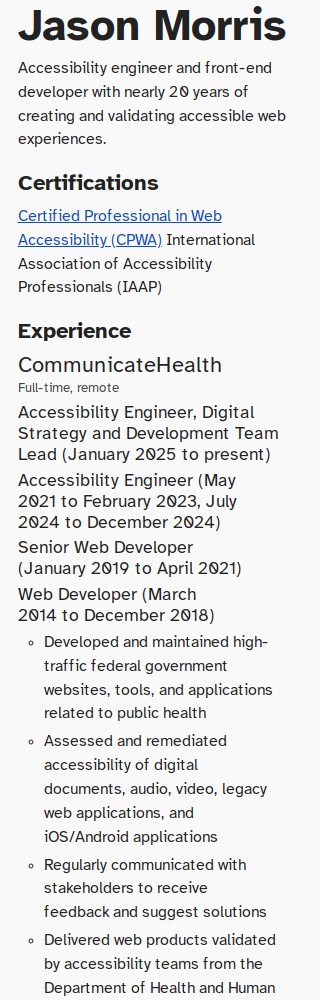 Jason Morris
Accessibility engineer and front-end
developer with nearly 20 years of
creating and validating accessible web
experiences.
Certifications
Certified Professional in Web
Accessibility (CPWA) International
Association of Accessibility
Professionals (IAAP)
Experience
CommunicateHealth
Full-time, remote
Accessibility Engineer, Digital
Strategy and Development Team
Lead (January 2025 to present)
Accessibility Engineer (May
2021 to February 2023, July
2024 to December 2024)
Senior Web Developer
(January 2019 to April 2021)
Web Developer (March
2014 to December 2018)
◦ Developed and maintained high-
traffic federal government
websites, tools, and applications
related to public health
◦ Assessed and remediated
accessibility of digital
documents, audio, video, legacy
web applications, and
iOS/Android applications
◦ Regularly communicated with
stakeholders to receive
feedback and suggest solutions
◦ Delivered web products validated
by accessibility teams from the
Department of Health and Human